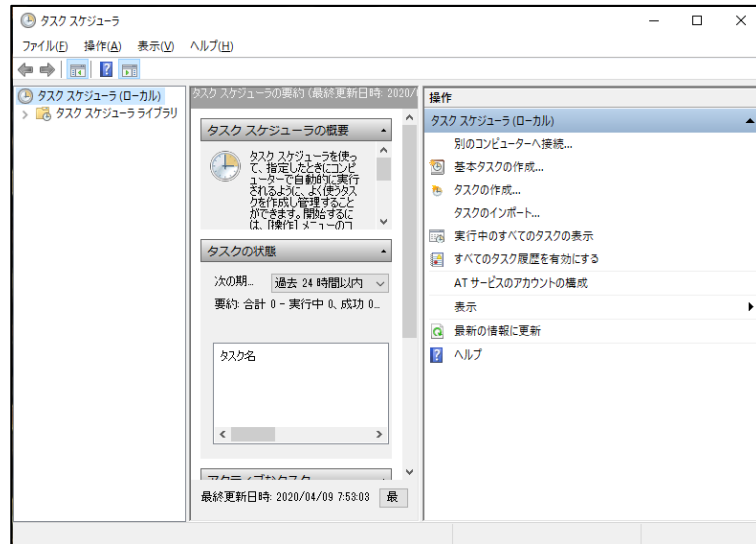 タスク スケジューラ
ファイル(F) 操作(A) 表示(V) ヘルプ(H)
タスク スケジューラ (ローカル)
タスク スケジューラ ライブラリ
タスク スケジューラの要約 (最終更新日時: 2020/
タスク スケジューラの概要
タスク スケジューラを使っ
て、指定したときにコンピ
ューターで自動的に実行
されるように、よく使うタス
クを作成し管理すること
ができます。開始するに
は、[操作] メニューのコ
タスクの状態
次の期... 過去 24 時間以内
要約: 合計 0 - 実行中 0、成功 0...
タスク名
アクティブなタスク
最終更新日時: 2020/04/09 7:53:03 最
操作
タスク スケジューラ (ローカル)
別のコンピューターへ接続...
基本タスクの作成...
タスクの作成...
タスクのインポート...
実行中のすべてのタスクの表示
すべてのタスク履歴を有効にする
AT サービスのアカウントの構成
表示
最新の情報に更新
ヘルプ